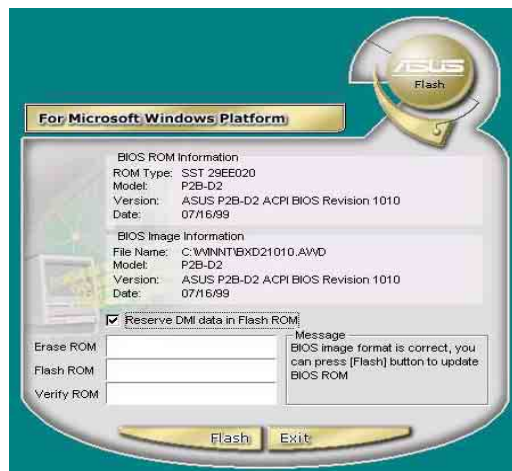 ASUS
Flash
For Microsoft Windows Platform
BIOS ROM Information
ROM Type: SST 29EE020
Model: P2B-D2
Version: ASUS P2B-D2 ACPI BIOS Revision 1010
Date: 07/16/99
BIOS Image Information
File Name: C:\WINNT\BXD21010.AWD
Model: P2B-D2
Version: ASUS P2B-D2 ACPI BIOS Revision 1010
Date: 07/16/99
Reserve DMI data in Flash ROM
Erase ROM
Flash ROM
Verify ROM
Message
BIOS image format is correct, you
can press [Flash] button to update
BIOS ROM
Flash
Exit